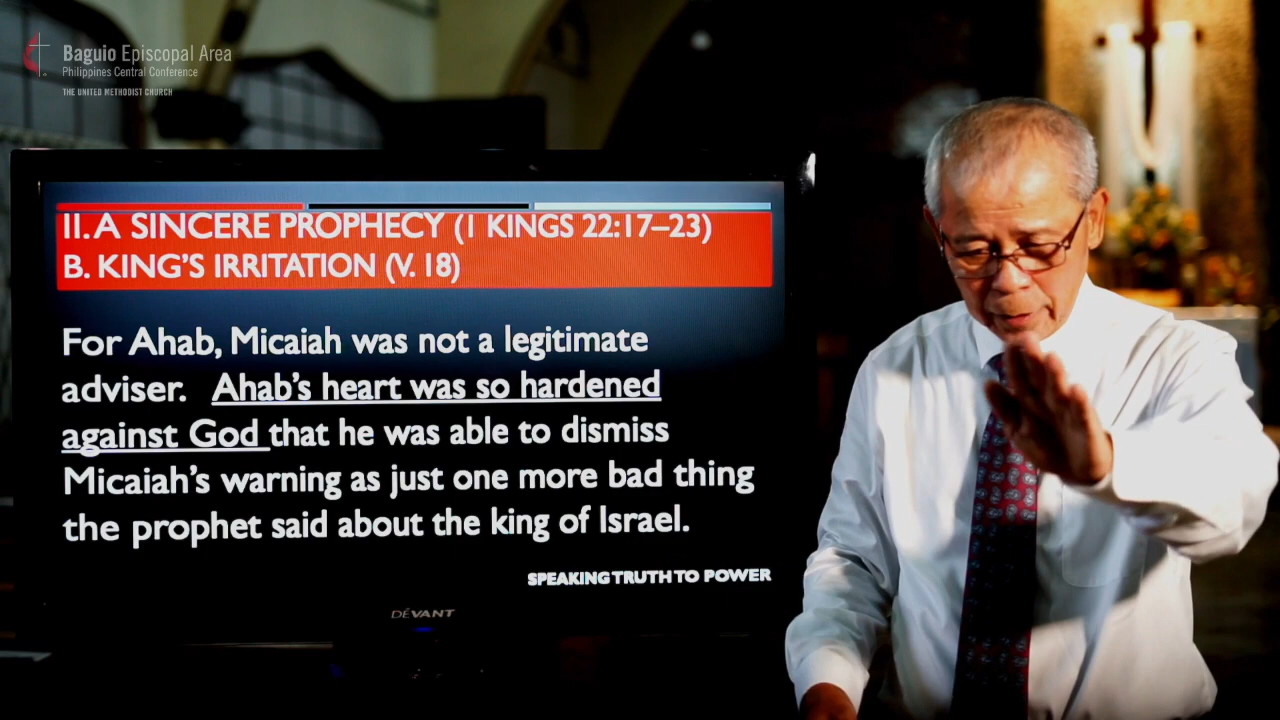 Baguio Episcopal Area
Philippines Central Conference
THE UNITED METHODIST CHURCH
II. A SINCERE PROPHECY (1 KINGS 22:17–23)
B. KING'S IRRITATION (V. 18)
For Ahab, Micaiah was not a legitimate
adviser. Ahab's heart was so hardened
against God that he was able to dismiss
Micaiah's warning as just one more bad thing
the prophet said about the king of Israel.
SPEAKING TRUTH TO POWER
DEVANT